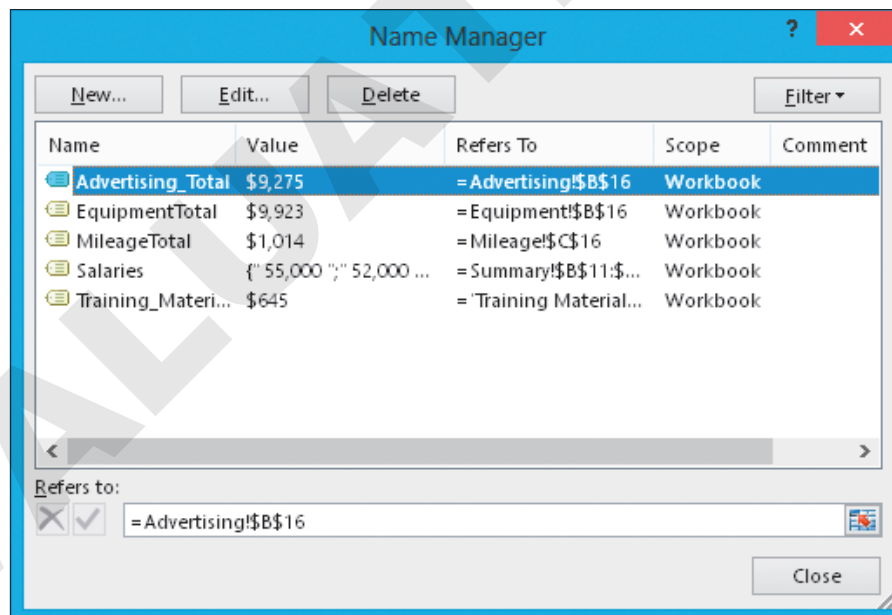 Name Manager ? ×
New... Edit... Delete Filter
Name Value Refers To Scope Comment
Advertising_Total $9,275 =Advertising!$B$16 Workbook
EquipmentTotal $9,923 =Equipment!$B$16 Workbook
MileageTotal $1,014 =Mileage!$C$16 Workbook
Salaries {" 55,000 ";" 52,000 ... =Summary!$B$11:$... Workbook
Training_Materi... $645 ='Training Material... Workbook
Refers to:
=Advertising!$B$16
Close